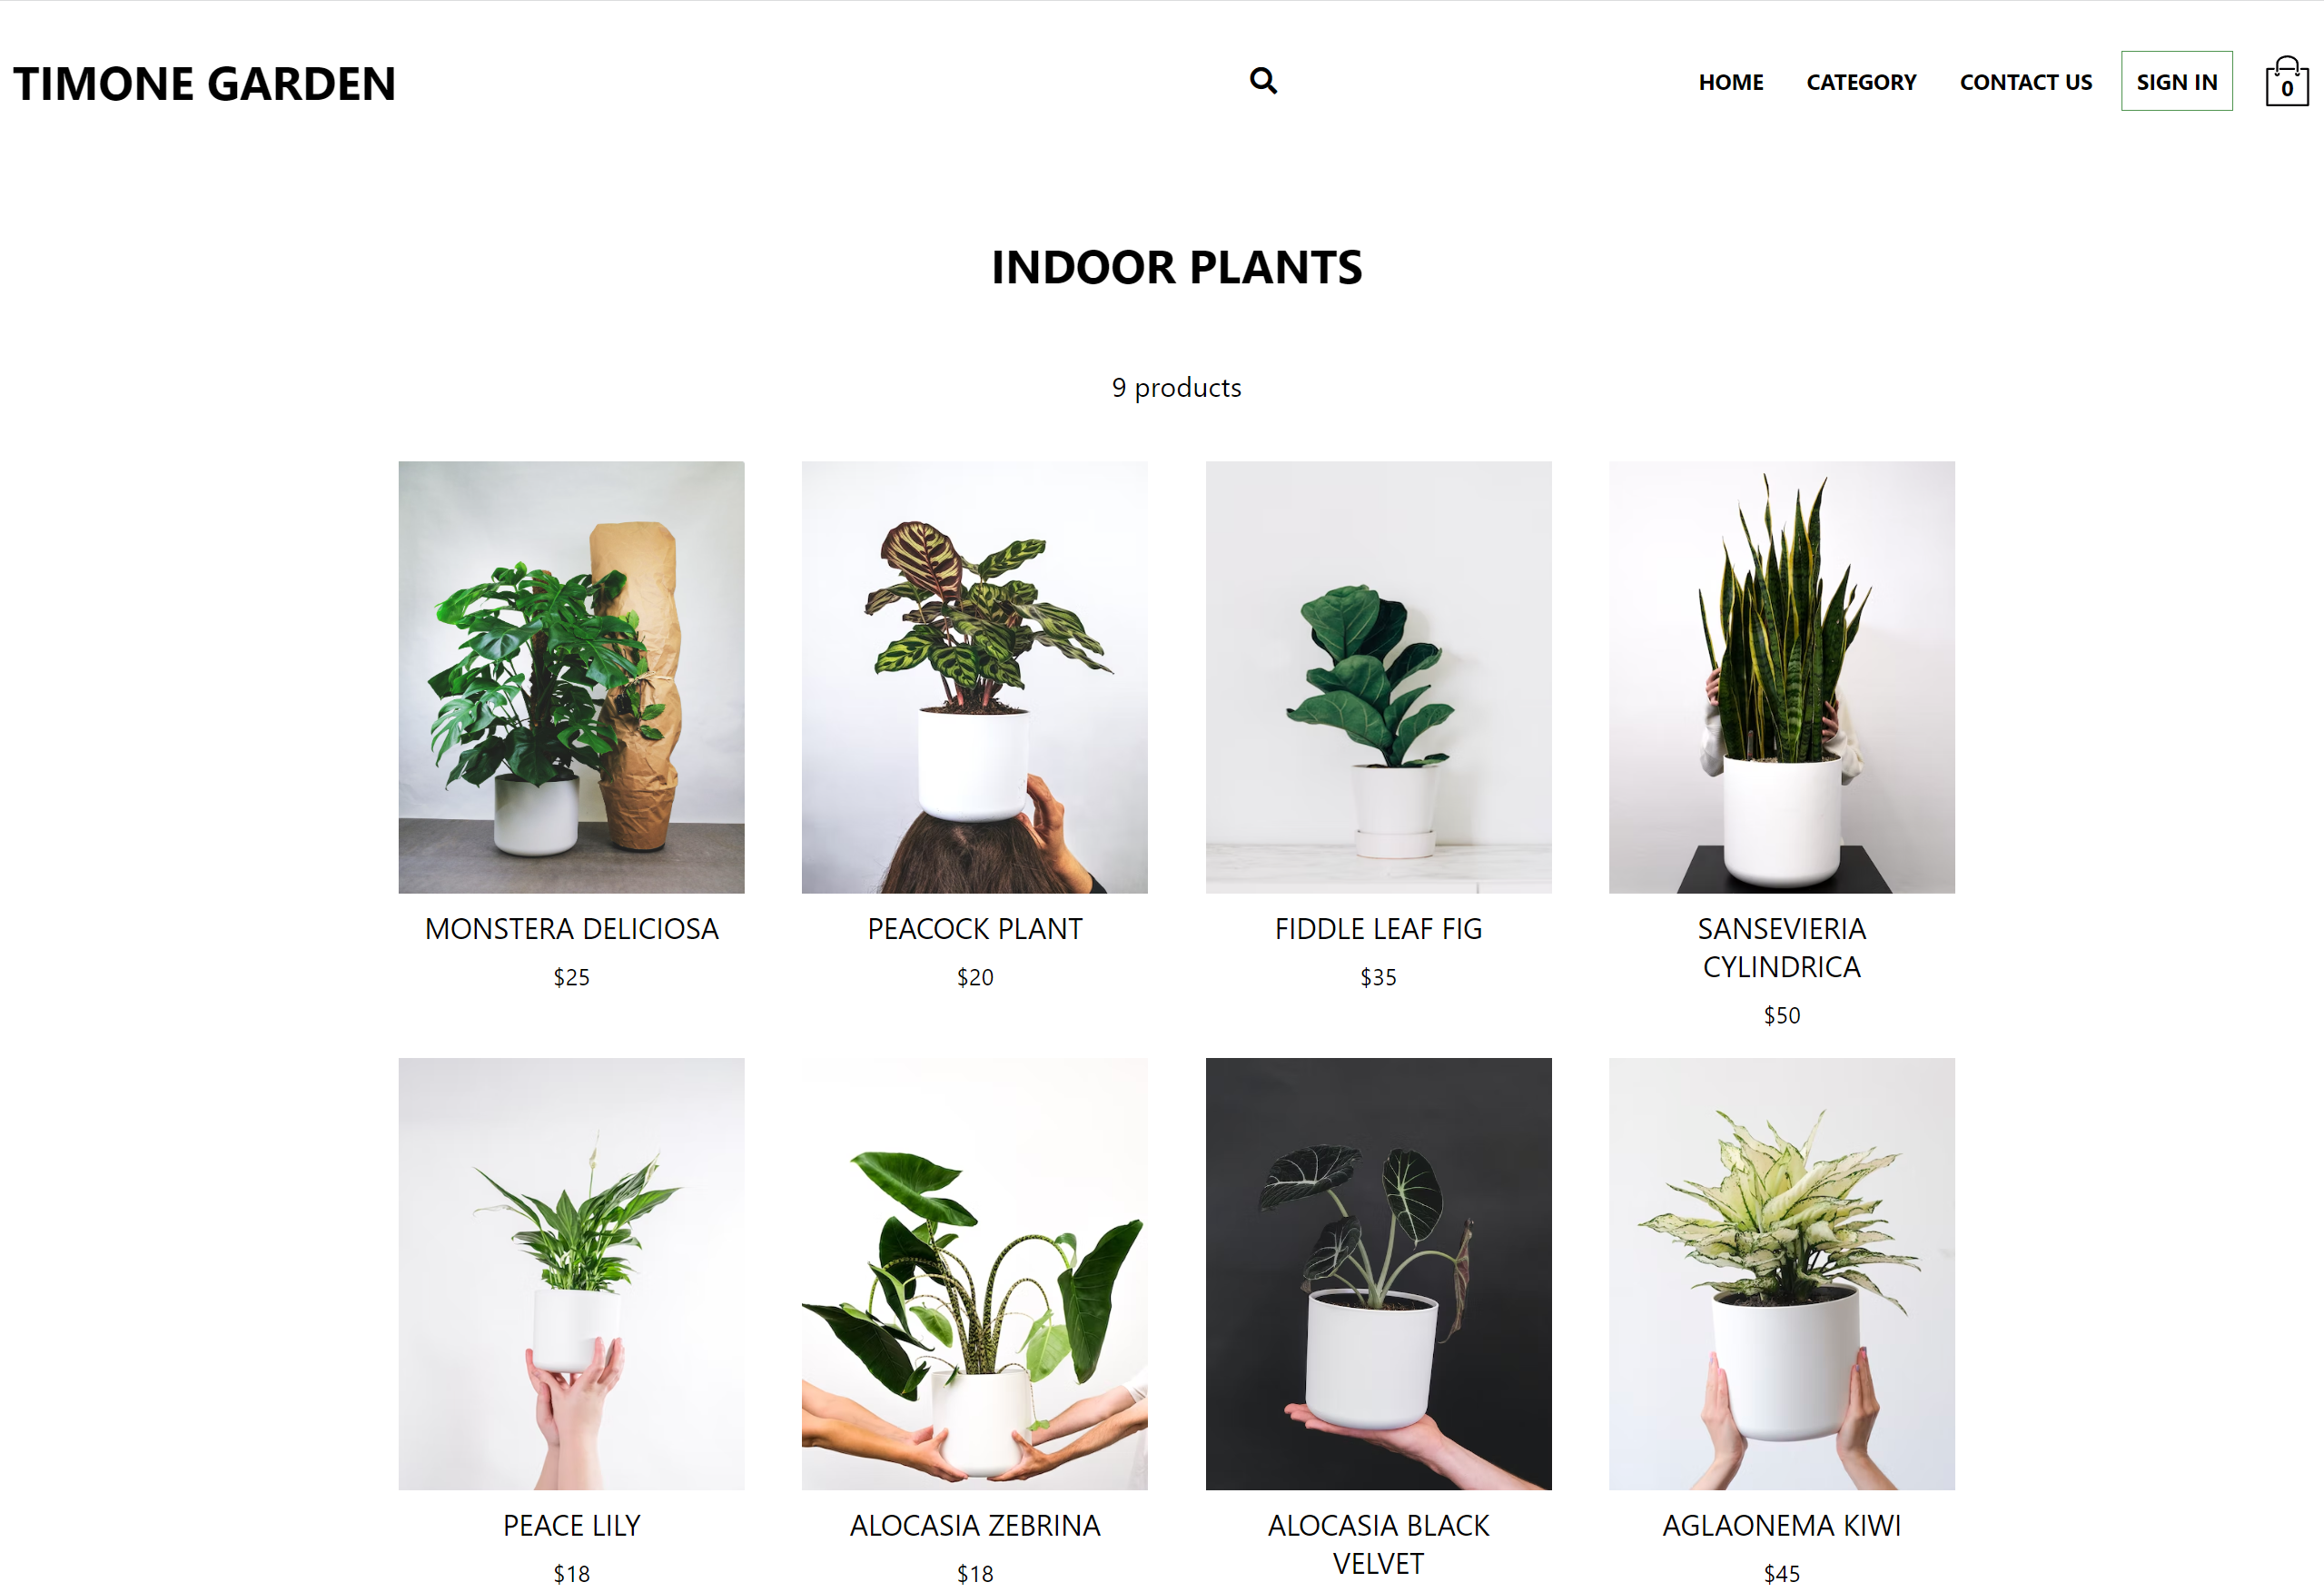 TIMONE GARDEN
HOME CATEGORY CONTACT US SIGN IN 0
INDOOR PLANTS
9 products
MONSTERA DELICIOSA
$25
PEACOCK PLANT
$20
FIDDLE LEAF FIG
$35
SANSEVIERIA
CYLINDRICA
$50
PEACE LILY
$18
ALOCASIA ZEBRINA
$18
ALOCASIA BLACK
VELVET
AGLAONEMA KIWI
$45